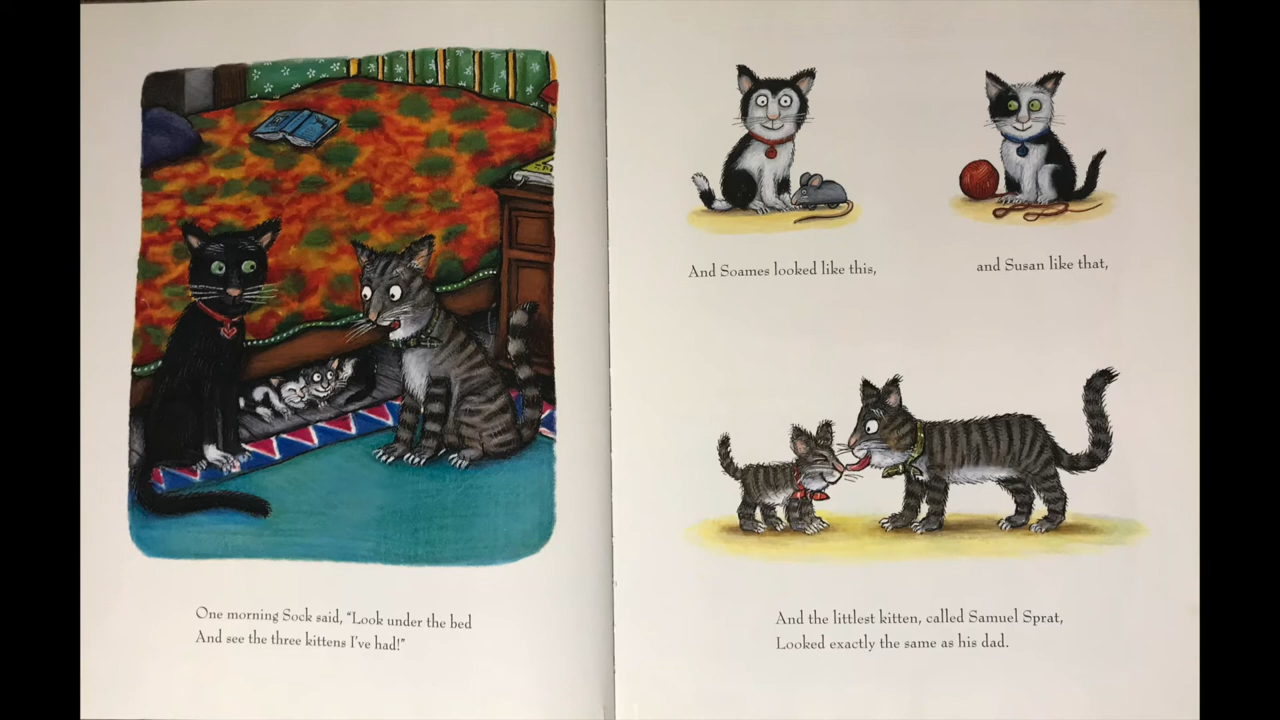 One morning Sock said, “Look under the bed
And see the three kittens I’ve had!”
And Soames looked like this,
and Susan like that,
And the littlest kitten, called Samuel Sprat,
Looked exactly the same as his dad.